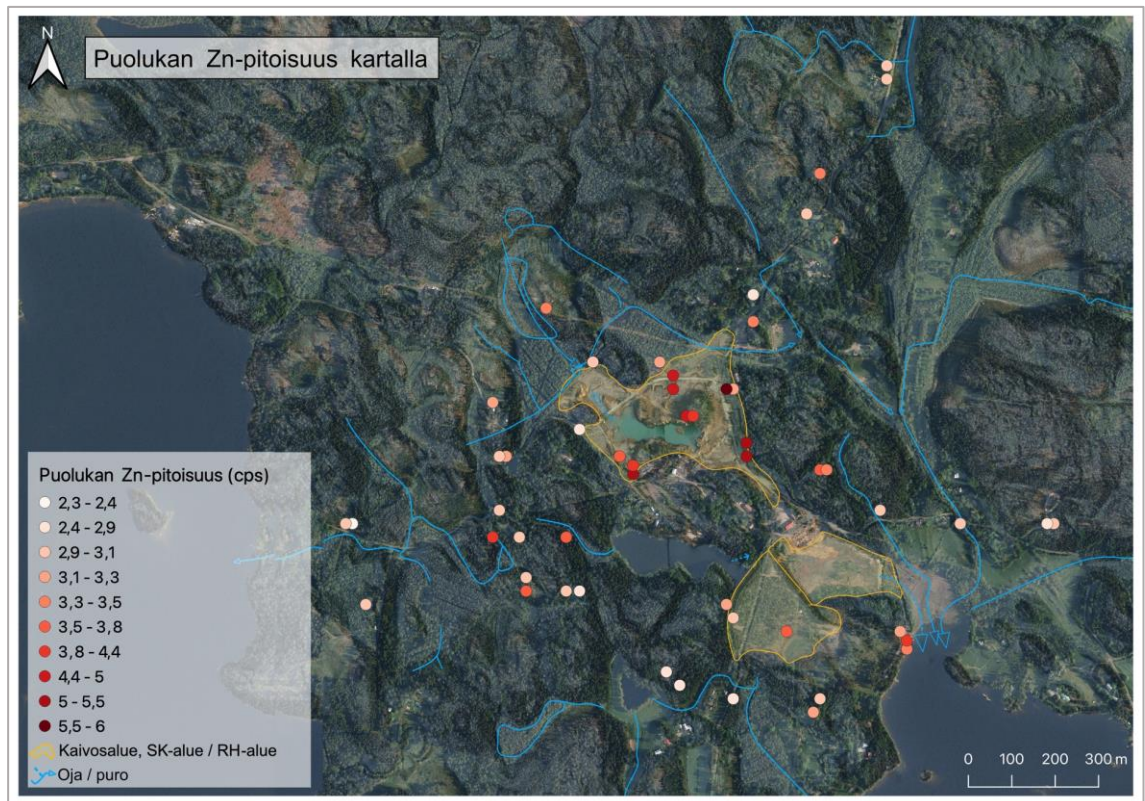 N
Puolukan Zn-pitoisuus kartalla
Puolukan Zn-pitoisuus (cps)
2,3 - 2,4
2,4 - 2,9
2,9 - 3,1
3,1 - 3,3
3,3 - 3,5
3,5 - 3,8
3,8 - 4,4
4,4 - 5
5 - 5,5
5,5 - 6
Kaivosalue, SK-alue / RH-alue
Oja / puro
0 100 200 300 m